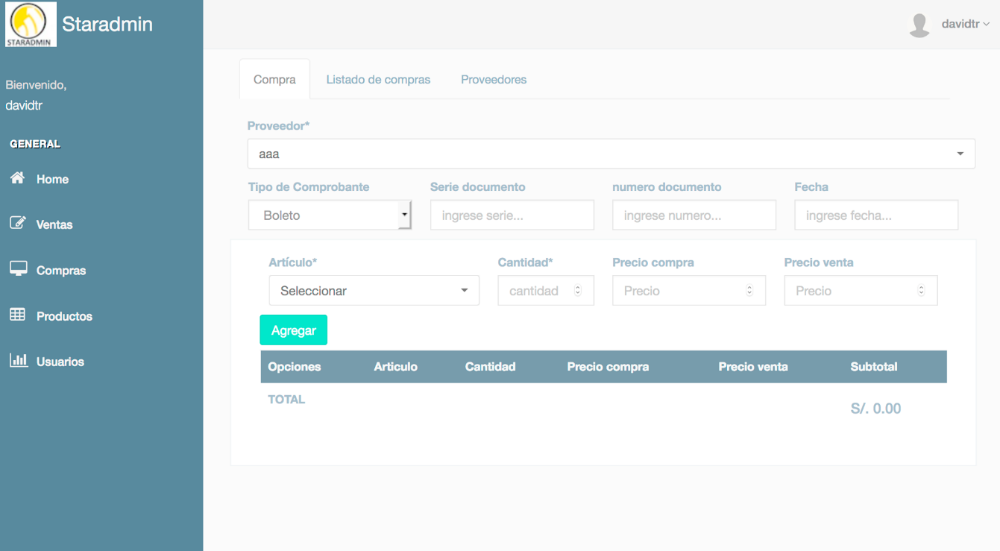 STARADMIN
Staradmin
davidtr
Bienvenido,
davidtr
GENERAL
Home
Ventas
Compras
Productos
Usuarios
Compra Listado de compras Proveedores
Proveedor*
aaa
Tipo de Comprobante Serie documento numero documento Fecha
Boleto ingrese serie... ingrese numero... ingrese fecha...
Artículo* Cantidad* Precio compra Precio venta
Seleccionar cantidad Precio Precio
Agregar
Opciones Articulo Cantidad Precio compra Precio venta Subtotal
TOTAL S/. 0.00